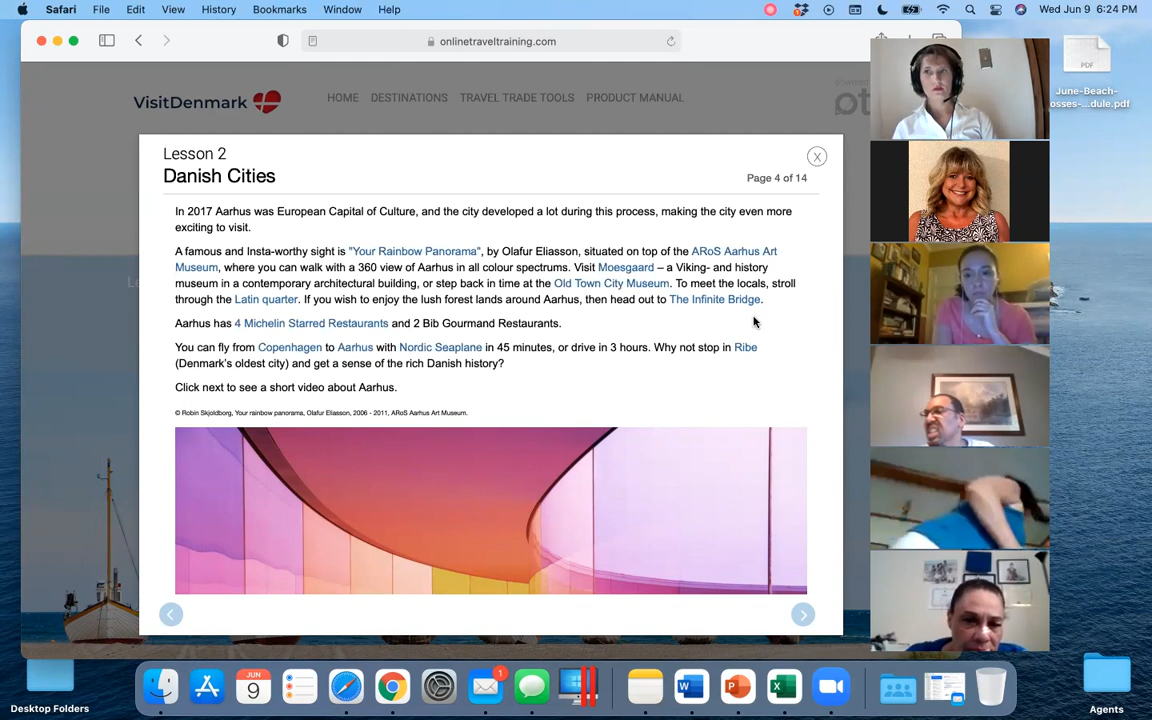 Safari File Edit View History Bookmarks Window Help
Wed Jun 9 6:24 PM
onlinetraveltraining.com
VisitDenmark
HOME DESTINATIONS TRAVEL TRADE TOOLS PRODUCT MANUAL
Lesson 2
Danish Cities
Page 4 of 14
X
In 2017 Aarhus was European Capital of Culture, and the city developed a lot during this process, making the city even more
exciting to visit.
A famous and Insta-worthy sight is "Your Rainbow Panorama", by Olafur Eliasson, situated on top of the ARoS Aarhus Art
Museum, where you can walk with a 360 view of Aarhus in all colour spectrums. Visit Moesgaard – a Viking- and history
museum in a contemporary architectural building, or step back in time at the Old Town City Museum. To meet the locals, stroll
through the Latin quarter. If you wish to enjoy the lush forest lands around Aarhus, then head out to The Infinite Bridge.
Aarhus has 4 Michelin Starred Restaurants and 2 Bib Gourmand Restaurants.
You can fly from Copenhagen to Aarhus with Nordic Seaplane in 45 minutes, or drive in 3 hours. Why not stop in Ribe
(Denmark's oldest city) and get a sense of the rich Danish history?
Click next to see a short video about Aarhus.
© Robin Skjoldborg, Your rainbow panorama, Olafur Eliasson, 2006 - 2011, ARoS Aarhus Art Museum.
PDF
June-Beach-
osses-...dule.pdf
JUN
9
1
Desktop Folders
Agents